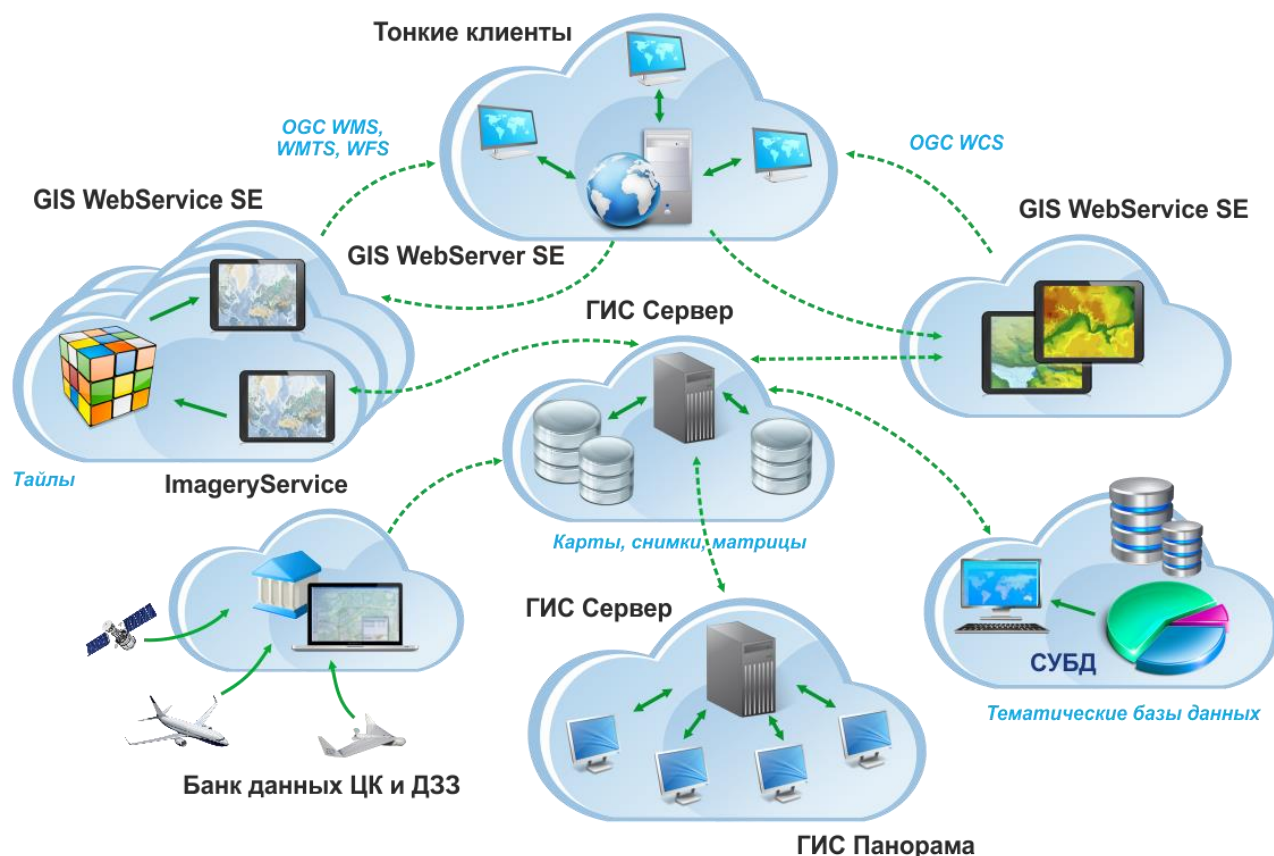 Тонкие клиенты
OGC WMS,
WMTS, WFS
OGC WCS
GIS WebService SE
GIS WebService SE
GIS WebServer SE
ГИС Сервер
Тайлы
ImageryService
Карты, снимки, матрицы
ГИС Сервер
СУБД
Тематические базы данных
Банк данных ЦК и ДЗЗ
ГИС Панорама